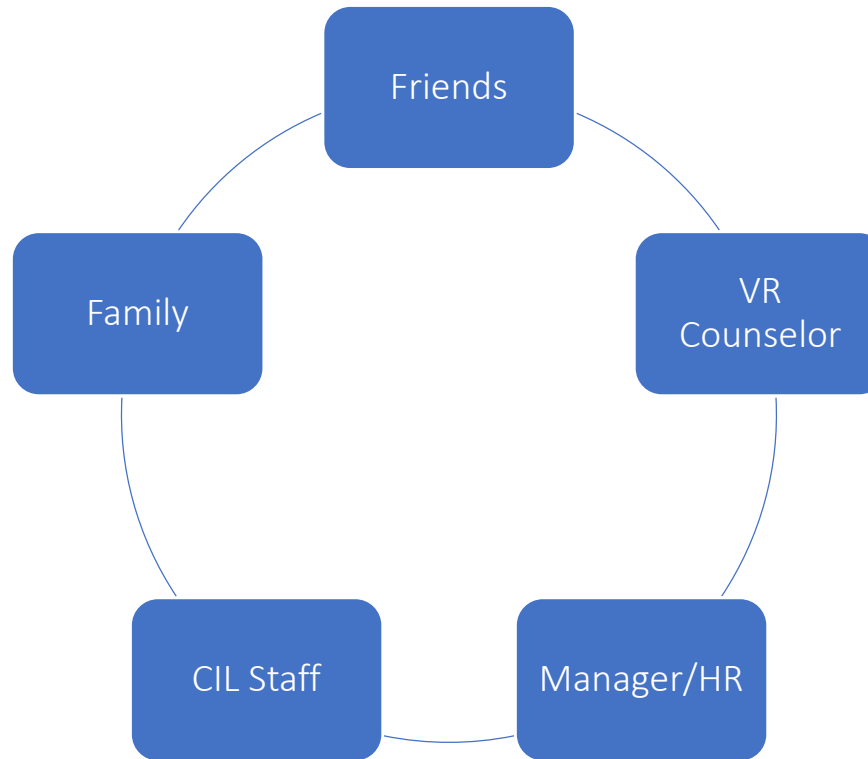 Friends
VR
Counselor
Family
CIL Staff
Manager/HR